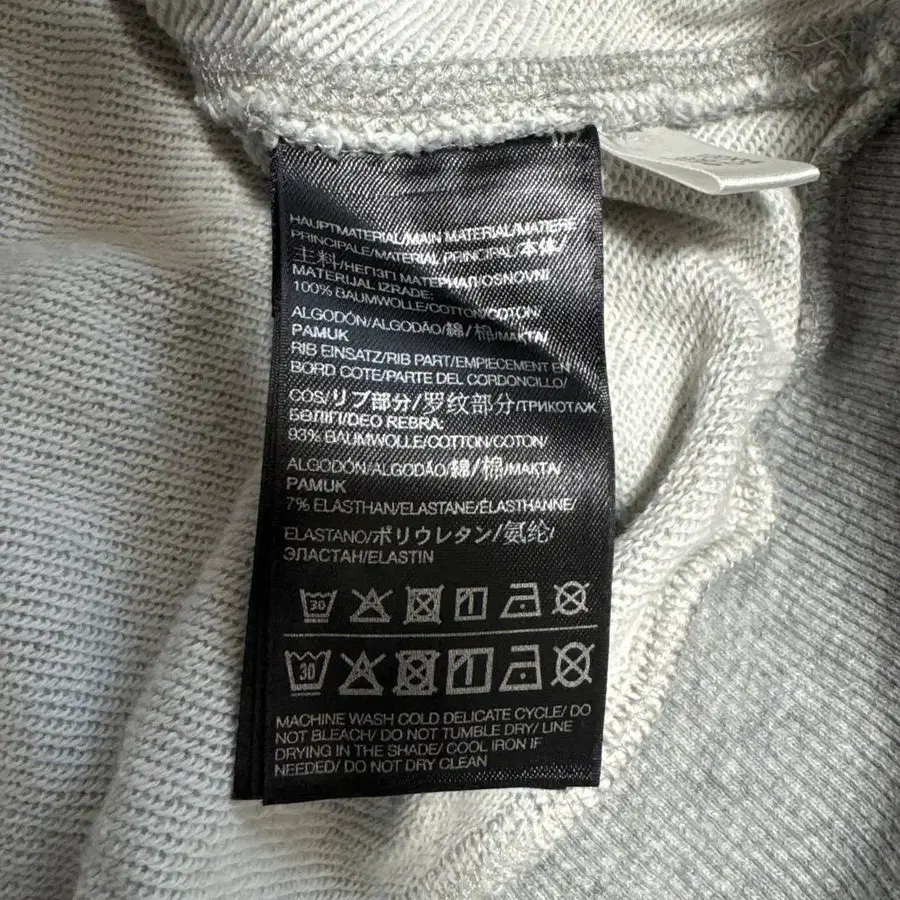 HAUPTMATERIAL/MAIN MATERIAL/MATIERE
PRINCIPALE/MATERIAL PRINCIPAL/本体/
主料/НЕПЗП МАТЕРИАЛ/OSNOVNI
MATERIJAL IZRADE:
100% BAUMWOLLE/COTTON/COTON/
ALGODÓN/ALGODÃO/綿/棉/MAKTA/
PAMUK
RIB EINSATZ/RIB PART/EMPIECEMENT EN
BORD COTE/PARTE DEL CORDONCILLO/
COS/リブ部分/罗纹部分/ТРИКОТАЖ
БӨЛІГІ/DEO REBRA:
93% BAUMWOLLE/COTTON/COTON/
ALGODÓN/ALGODÃO/綿/棉/MAKTA/
PAMUK
7% ELASTHAN/ELASTANE/ÉLASTHANNE/
ELASTANO/ポリウレタン/氨纶/
ЭЛАСТАН/ELASTIN
30
30
MACHINE WASH COLD DELICATE CYCLE/ DO
NOT BLEACH/ DO NOT TUMBLE DRY/ LINE
DRYING IN THE SHADE/ COOL IRON IF
NEEDED/ DO NOT DRY CLEAN